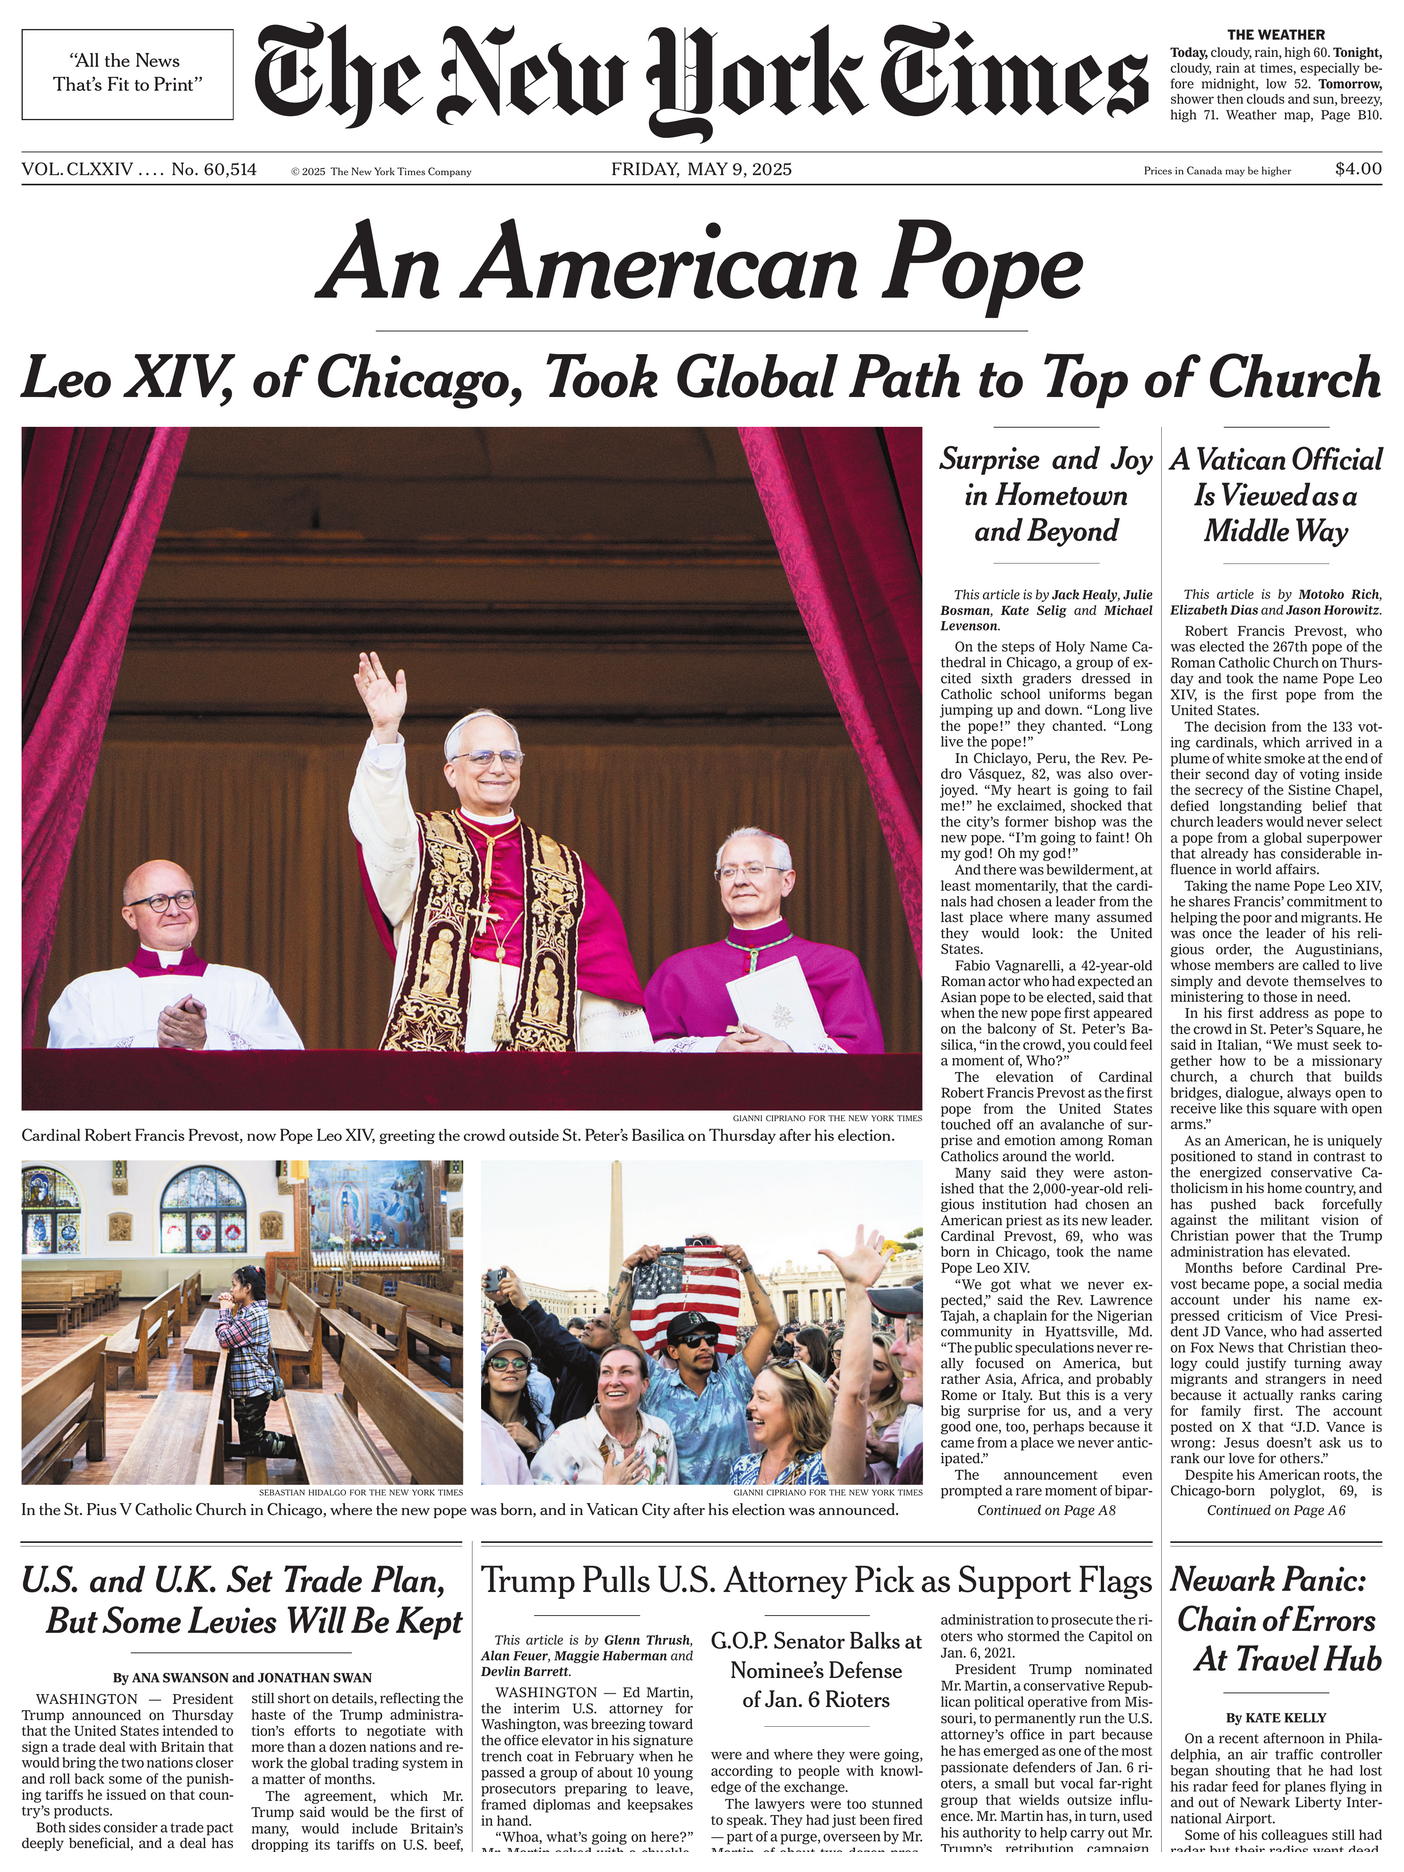 “All the News
That’s Fit to Print”
The New York Times
THE WEATHER
Today, cloudy, rain, high 60. Tonight,
cloudy, rain at times, especially be-
fore midnight, low 52. Tomorrow,
shower then clouds and sun, breezy,
high 71. Weather map, Page B10.
VOL. CLXXIV .... No. 60,514
© 2025 The New York Times Company
FRIDAY, MAY 9, 2025
Prices in Canada may be higher
$4.00
An American Pope
Leo XIV, of Chicago, Took Global Path to Top of Church
GIANNI CIPRIANO FOR THE NEW YORK TIMES
Cardinal Robert Francis Prevost, now Pope Leo XIV, greeting the crowd outside St. Peter’s Basilica on Thursday after his election.
SEBASTIAN HIDALGO FOR THE NEW YORK TIMES
GIANNI CIPRIANO FOR THE NEW YORK TIMES
In the St. Pius V Catholic Church in Chicago, where the new pope was born, and in Vatican City after his election was announced.
Surprise and Joy
in Hometown
and Beyond
This article is by Jack Healy, Julie
Bosman, Kate Selig and Michael
Levenson.
On the steps of Holy Name Ca-
thedral in Chicago, a group of ex-
cited sixth graders dressed in
Catholic school uniforms began
jumping up and down. “Long live
the pope!” they chanted. “Long
live the pope!”
In Chiclayo, Peru, the Rev. Pe-
dro Vásquez, 82, was also over-
joyed. “My heart is going to fail
me!” he exclaimed, shocked that
the city’s former bishop was the
new pope. “I’m going to faint! Oh
my god! Oh my god!”
And there was bewilderment, at
least momentarily, that the cardi-
nals had chosen a leader from the
last place where many assumed
they would look: the United
States.
Fabio Vagnarelli, a 42-year-old
Roman actor who had expected an
Asian pope to be elected, said that
when the new pope first appeared
on the balcony of St. Peter’s Ba-
silica, “in the crowd, you could feel
a moment of, Who?”
The elevation of Cardinal
Robert Francis Prevost as the first
pope from the United States
touched off an avalanche of sur-
prise and emotion among Roman
Catholics around the world.
Many said they were aston-
ished that the 2,000-year-old reli-
gious institution had chosen an
American priest as its new leader.
Cardinal Prevost, 69, who was
born in Chicago, took the name
Pope Leo XIV.
“We got what we never ex-
pected,” said the Rev. Lawrence
Tajah, a chaplain for the Nigerian
community in Hyattsville, Md.
“The public speculations never re-
ally focused on America, but
rather Asia, Africa, and probably
Rome or Italy. But this is a very
big surprise for us, and a very
good one, too, perhaps because it
came from a place we never antic-
ipated.”
The announcement even
prompted a rare moment of bipar-
Continued on Page A8
A Vatican Official
Is Viewed as a
Middle Way
This article is by Motoko Rich,
Elizabeth Dias and Jason Horowitz.
Robert Francis Prevost, who
was elected the 267th pope of the
Roman Catholic Church on Thurs-
day and took the name Pope Leo
XIV, is the first pope from the
United States.
The decision from the 133 vot-
ing cardinals, which arrived in a
plume of white smoke at the end of
their second day of voting inside
the secrecy of the Sistine Chapel,
defied longstanding belief that
church leaders would never select
a pope from a global superpower
that already has considerable in-
fluence in world affairs.
Taking the name Pope Leo XIV,
he shares Francis’ commitment to
helping the poor and migrants. He
was once the leader of his reli-
gious order, the Augustinians,
whose members are called to live
simply and devote themselves to
ministering to those in need.
In his first address as pope to
the crowd in St. Peter’s Square, he
said in Italian, “We must seek to-
gether how to be a missionary
church, a church that builds
bridges, dialogue, always open to
receive like this square with open
arms.”
As an American, he is uniquely
positioned to stand in contrast to
the energized conservative Ca-
tholicism in his home country, and
has pushed back forcefully
against the militant vision of
Christian power that the Trump
administration has elevated.
Months before Cardinal Pre-
vost became pope, a social media
account under his name ex-
pressed criticism of Vice Presi-
dent JD Vance, who had asserted
on Fox News that Christian theo-
logy could justify turning away
migrants and strangers in need
because it actually ranks caring
for family first. The account
posted on X that “J.D. Vance is
wrong: Jesus doesn’t ask us to
rank our love for others.”
Despite his American roots, the
Chicago-born polyglot, 69, is
Continued on Page A6
U.S. and U.K. Set Trade Plan,
But Some Levies Will Be Kept
By ANA SWANSON and JONATHAN SWAN
WASHINGTON — President
Trump announced on Thursday
that the United States intended to
sign a trade deal with Britain that
would bring the two nations closer
and roll back some of the punish-
ing tariffs he issued on that coun-
try’s products.
Both sides consider a trade pact
deeply beneficial, and a deal has
still short on details, reflecting the
haste of the Trump administra-
tion’s efforts to negotiate with
more than a dozen nations and re-
work the global trading system in
a matter of months.
The agreement, which Mr.
Trump said would be the first of
many, would include Britain’s
dropping its tariffs on U.S. beef,
Trump Pulls U.S. Attorney Pick as Support Flags
This article is by Glenn Thrush,
Alan Feuer, Maggie Haberman and
Devlin Barrett.
WASHINGTON — Ed Martin,
the interim U.S. attorney for
Washington, was breezing toward
the office elevator in his signature
trench coat in February when he
passed a group of about 10 young
prosecutors preparing to leave,
framed diplomas and keepsakes
in hand.
“Whoa, what’s going on here?”
Mr. Martin asked with a chuckle,
G.O.P. Senator Balks at
Nominee’s Defense
of Jan. 6 Rioters
were and where they were going,
according to people with knowl-
edge of the exchange.
The lawyers were too stunned
to speak. They had just been fired
— part of a purge, overseen by Mr.
Martin, of about two dozen pros-
administration to prosecute the ri-
oters who stormed the Capitol on
Jan. 6, 2021.
President Trump nominated
Mr. Martin, a conservative Repub-
lican political operative from Mis-
souri, to permanently run the U.S.
attorney’s office in part because
he has emerged as one of the most
passionate defenders of Jan. 6 ri-
oters, a small but vocal far-right
group that wields outsize influ-
ence. Mr. Martin has, in turn, used
his authority to help carry out Mr.
Trump’s retribution campaign,
Newark Panic:
Chain of Errors
At Travel Hub
By KATE KELLY
On a recent afternoon in Phila-
delphia, an air traffic controller
began shouting that he had lost
his radar feed for planes flying in
and out of Newark Liberty Inter-
national Airport.
Some of his colleagues still had
radar but their radios went dead.